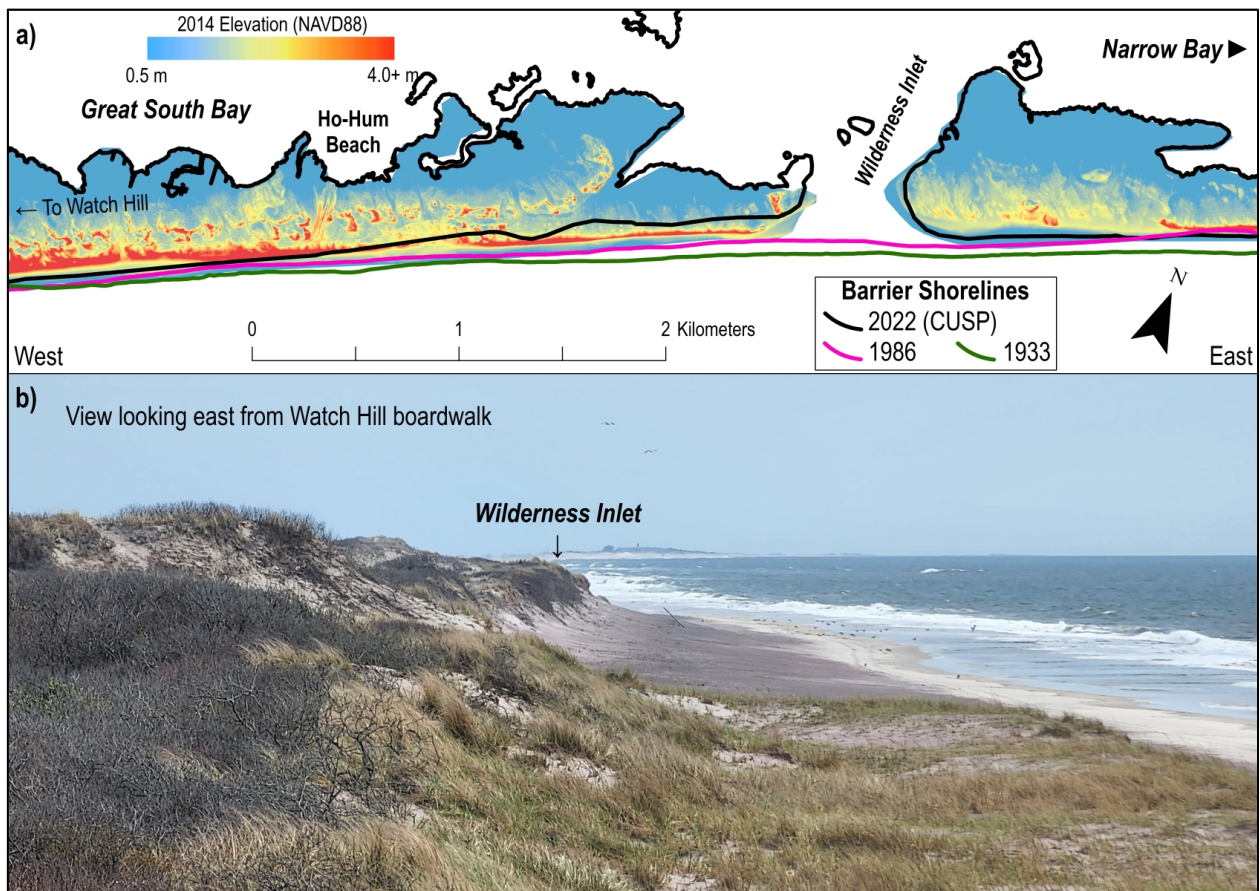 a)
2014 Elevation (NAVD88)
0.5 m
4.0+ m
Narrow Bay ►
Great South Bay
Ho-Hum
Beach
Wilderness Inlet
← To Watch Hill
N
Barrier Shorelines
2022 (CUSP)
1986
1933
0
1
2 Kilometers
West
East
b)
View looking east from Watch Hill boardwalk
Wilderness Inlet
↓